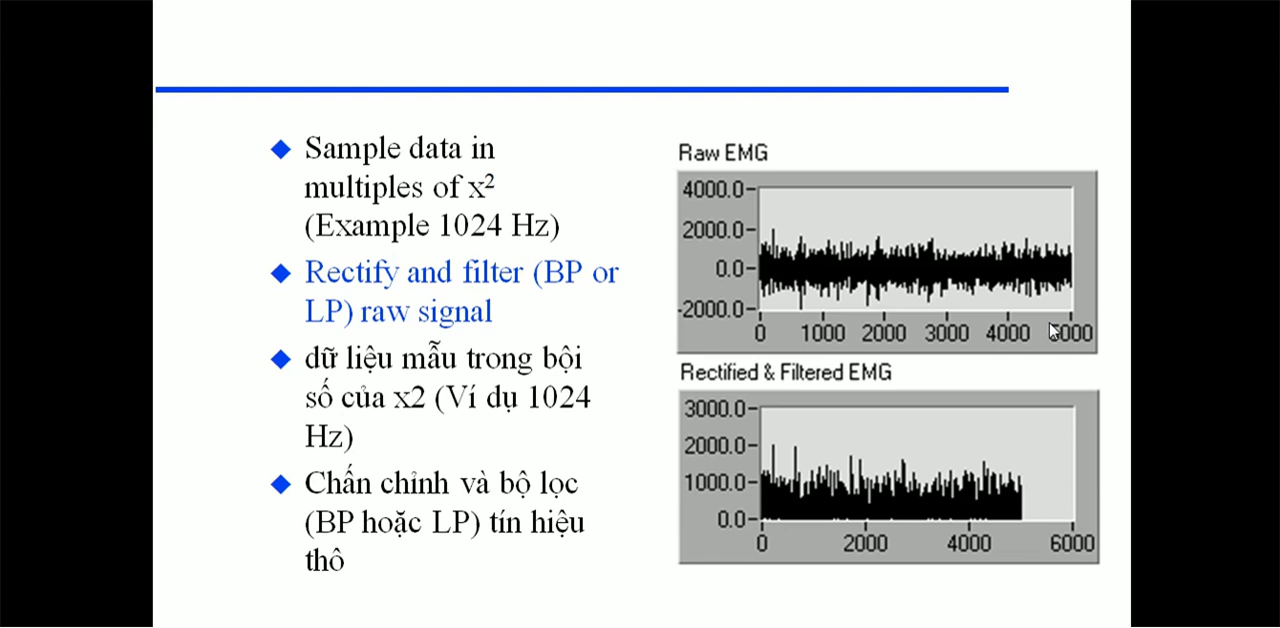 Sample data in
multiples of x²
(Example 1024 Hz)
Rectify and filter (BP or
LP) raw signal
dữ liệu mẫu trong bội
số của x2 (Ví dụ 1024
Hz)
Chấn chỉnh và bộ lọc
(BP hoặc LP) tín hiệu
thô
Raw EMG
4000.0
2000.0
0.0
-2000.0
0 1000 2000 3000 4000 5000
Rectified & Filtered EMG
3000.0
2000.0
1000.0
0.0
0 2000 4000 6000